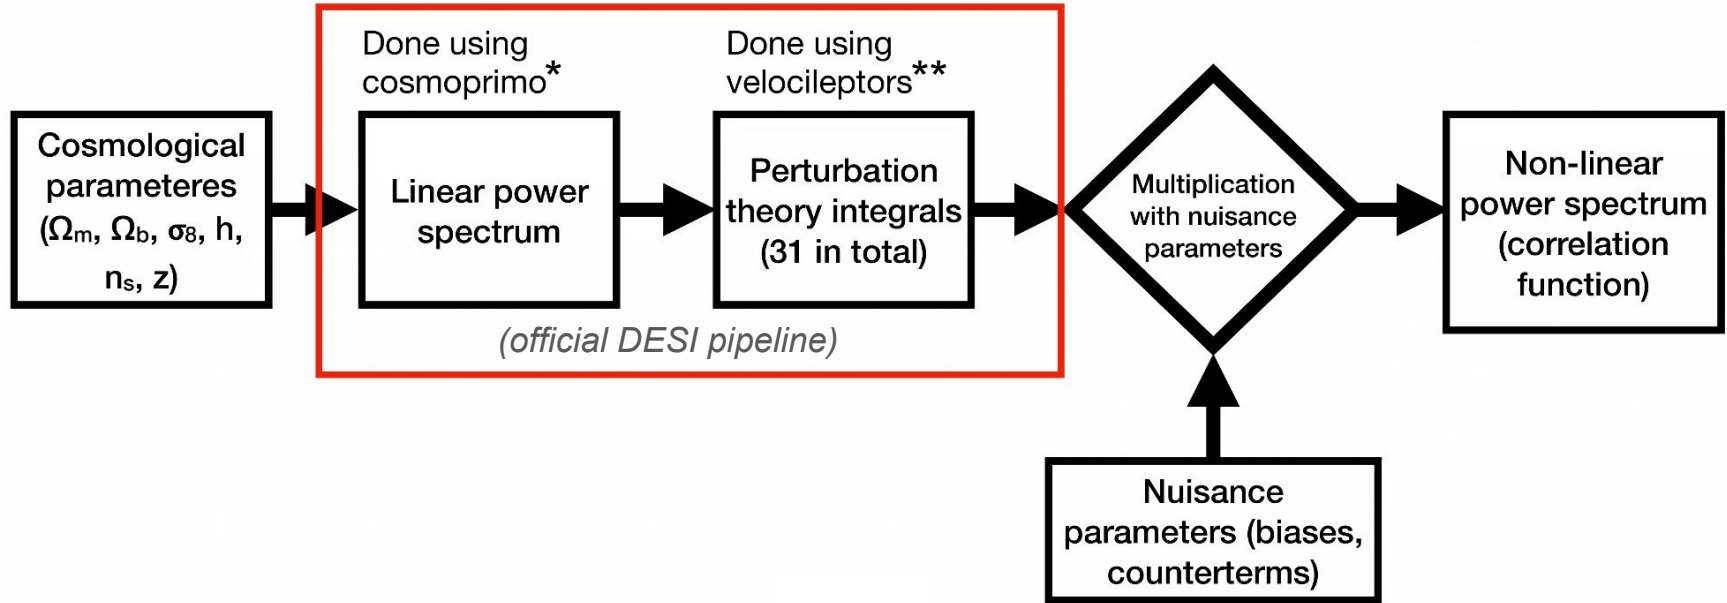 Done using
cosmoprimo*
Done using
velocileptors**
Cosmological
parameteres
(Ωm, Ωb, σ8, h,
ns, z)
Linear power
spectrum
Perturbation
theory integrals
(31 in total)
Multiplication
with nuisance
parameters
Non-linear
power spectrum
(correlation
function)
(official DESI pipeline)
Nuisance
parameters (biases,
counterterms)